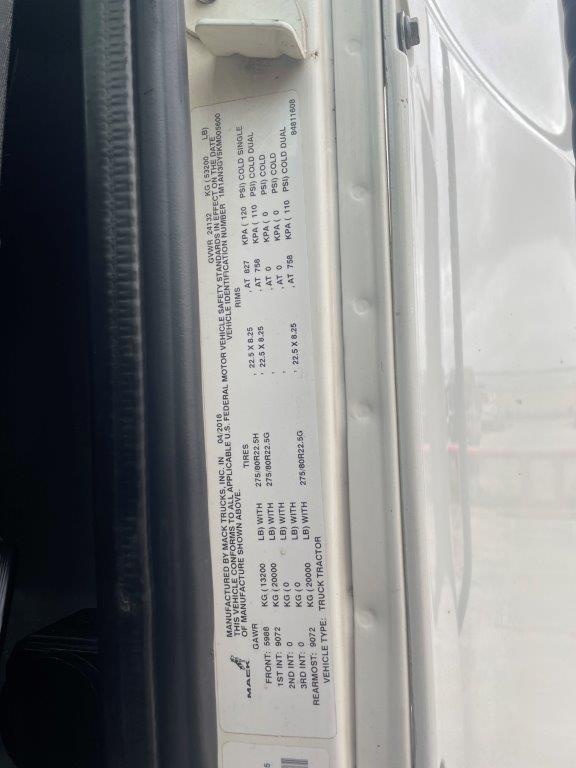 MANUFACTURED BY MACK TRUCKS, INC. IN 04/2018 GVWR 24132 KG (53200 LB)
THIS VEHICLE CONFORMS TO ALL APPLICABLE U.S. FEDERAL MOTOR VEHICLE SAFETY STANDARDS IN EFFECT ON THE DATE
OF MANUFACTURE SHOWN ABOVE. VEHICLE IDENTIFICATION NUMBER 1M1AN3GY5KM005600
MACK
GAWR TIRES RIMS
FRONT: 5988 KG (13200 LB) WITH 275/80R22.5H , 22.5 X 8.25 , AT 827 KPA ( 120 PSI) COLD SINGLE
1ST INT: 9072 KG (20000 LB) WITH 275/80R22.5G , 22.5 X 8.25 , AT 758 KPA ( 110 PSI) COLD DUAL
2ND INT: 0 KG (0 LB) WITH , , AT 0 KPA ( 0 PSI) COLD
3RD INT: 0 KG (0 LB) WITH , , AT 0 KPA ( 0 PSI) COLD
REARMOST: 9072 KG (20000 LB) WITH 275/80R22.5G , 22.5 X 8.25 , AT 758 KPA ( 110 PSI) COLD DUAL
VEHICLE TYPE: TRUCK TRACTOR 84811608